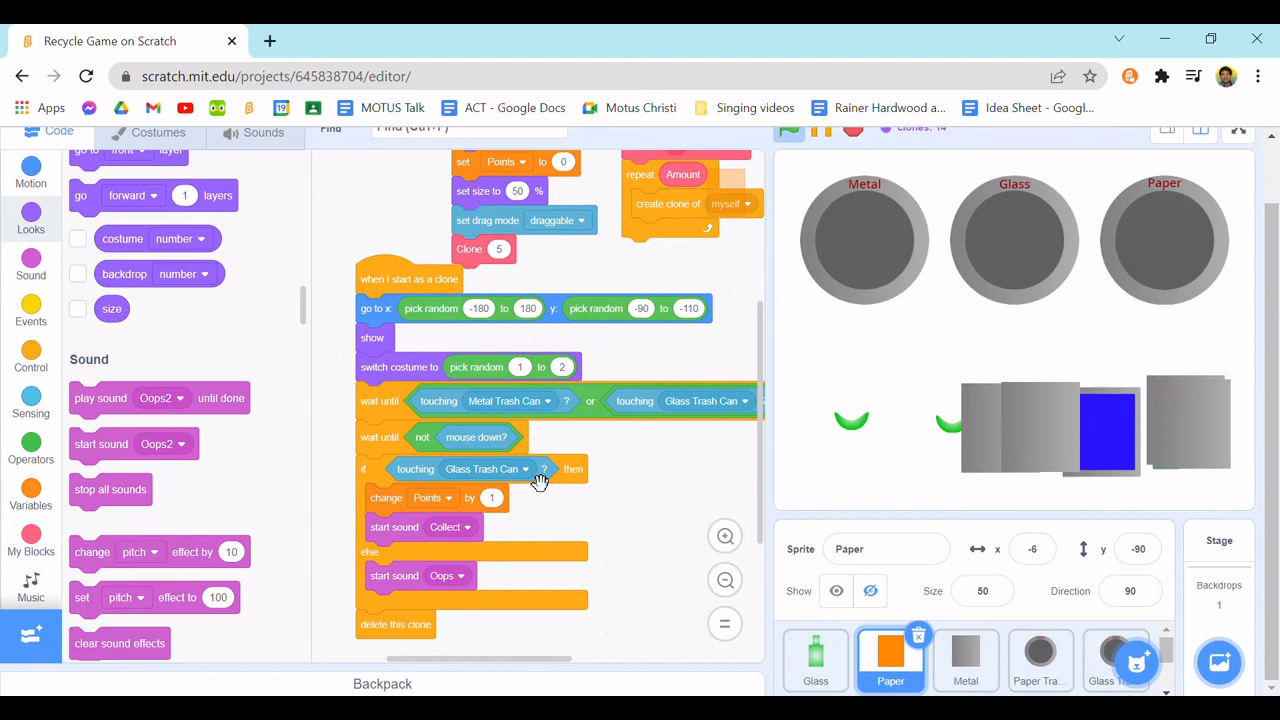 Recycle Game on Scratch
scratch.mit.edu/projects/645838704/editor/
Apps
19
MOTUS Talk
ACT - Google Docs
Motus Christi
Singing videos
Rainer Hardwood a...
Idea Sheet - Googl...
Code
Costumes
Sounds
Find
Find (Ctrl+F)
clones: 14
Motion
Looks
Sound
Events
Control
Sensing
Operators
Variables
My Blocks
Music
go to front layer
go forward 1 layers
costume number
backdrop number
size
Sound
play sound Oops2 until done
start sound Oops2
stop all sounds
change pitch effect by 10
set pitch effect to 100
clear sound effects
set Points to 0
set size to 50 %
set drag mode draggable
Clone 5
repeat Amount
create clone of myself
when I start as a clone
go to x: pick random -180 to 180 y: pick random -90 to -110
show
switch costume to pick random 1 to 2
wait until touching Metal Trash Can ? or touching Glass Trash Can
wait until not mouse down?
if touching Glass Trash Can ? then
change Points by 1
start sound Collect
else
start sound Oops
delete this clone
Metal
Glass
Paper
Sprite Paper x -6 y -90
Show Size 50 Direction 90
Stage
Backdrops
1
Glass
Paper
Metal
Paper Tra...
Glass Tr
Backpack